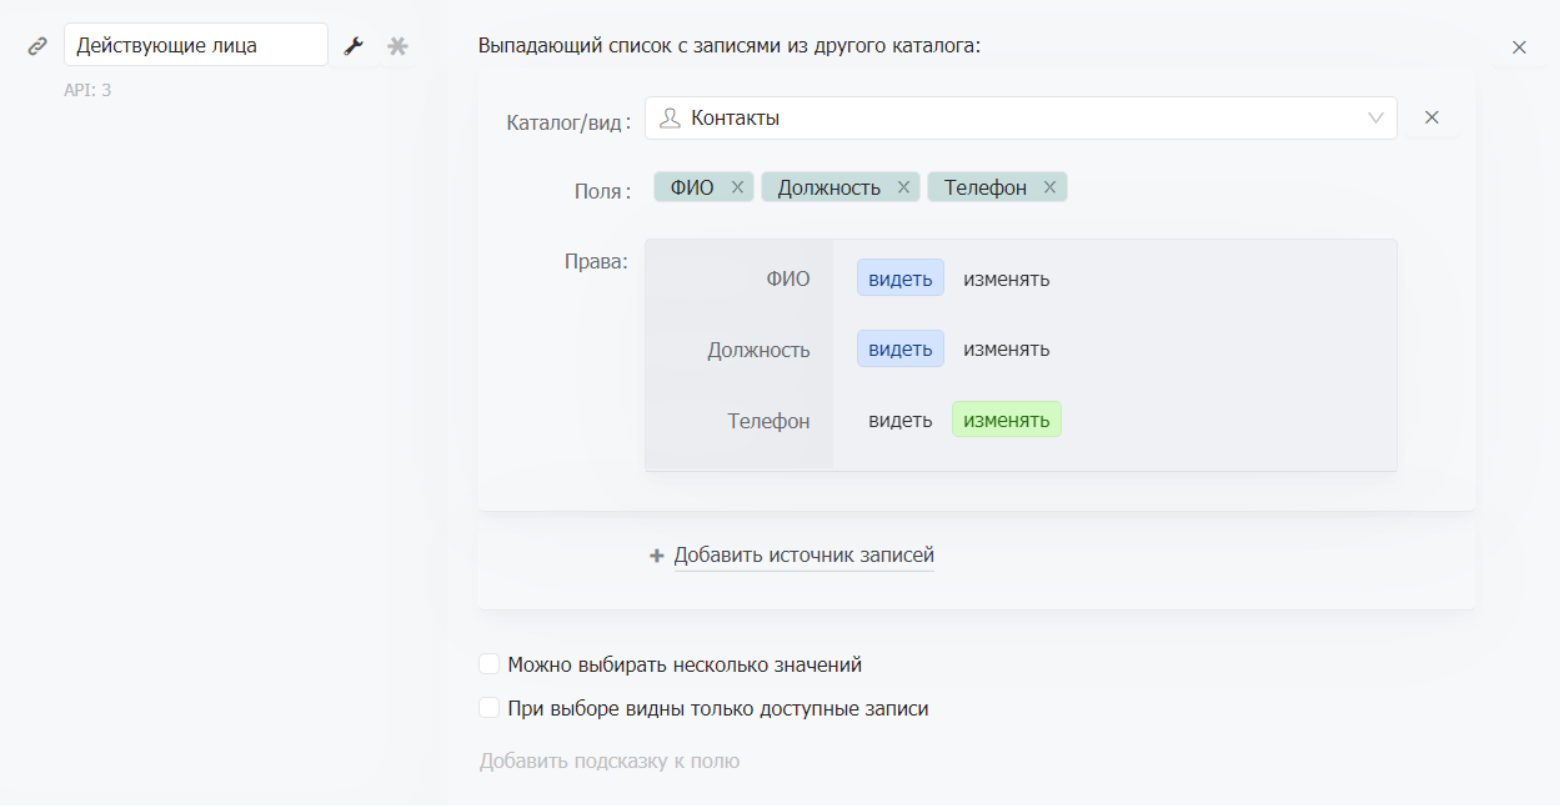 Действующие лица
API: 3
Выпадающий список с записями из другого каталога:
Каталог/вид : Контакты
Поля : ФИО Должность Телефон
Права:
ФИО видеть изменять
Должность видеть изменять
Телефон видеть изменять
+ Добавить источник записей
Можно выбирать несколько значений
При выборе видны только доступные записи
Добавить подсказку к полю